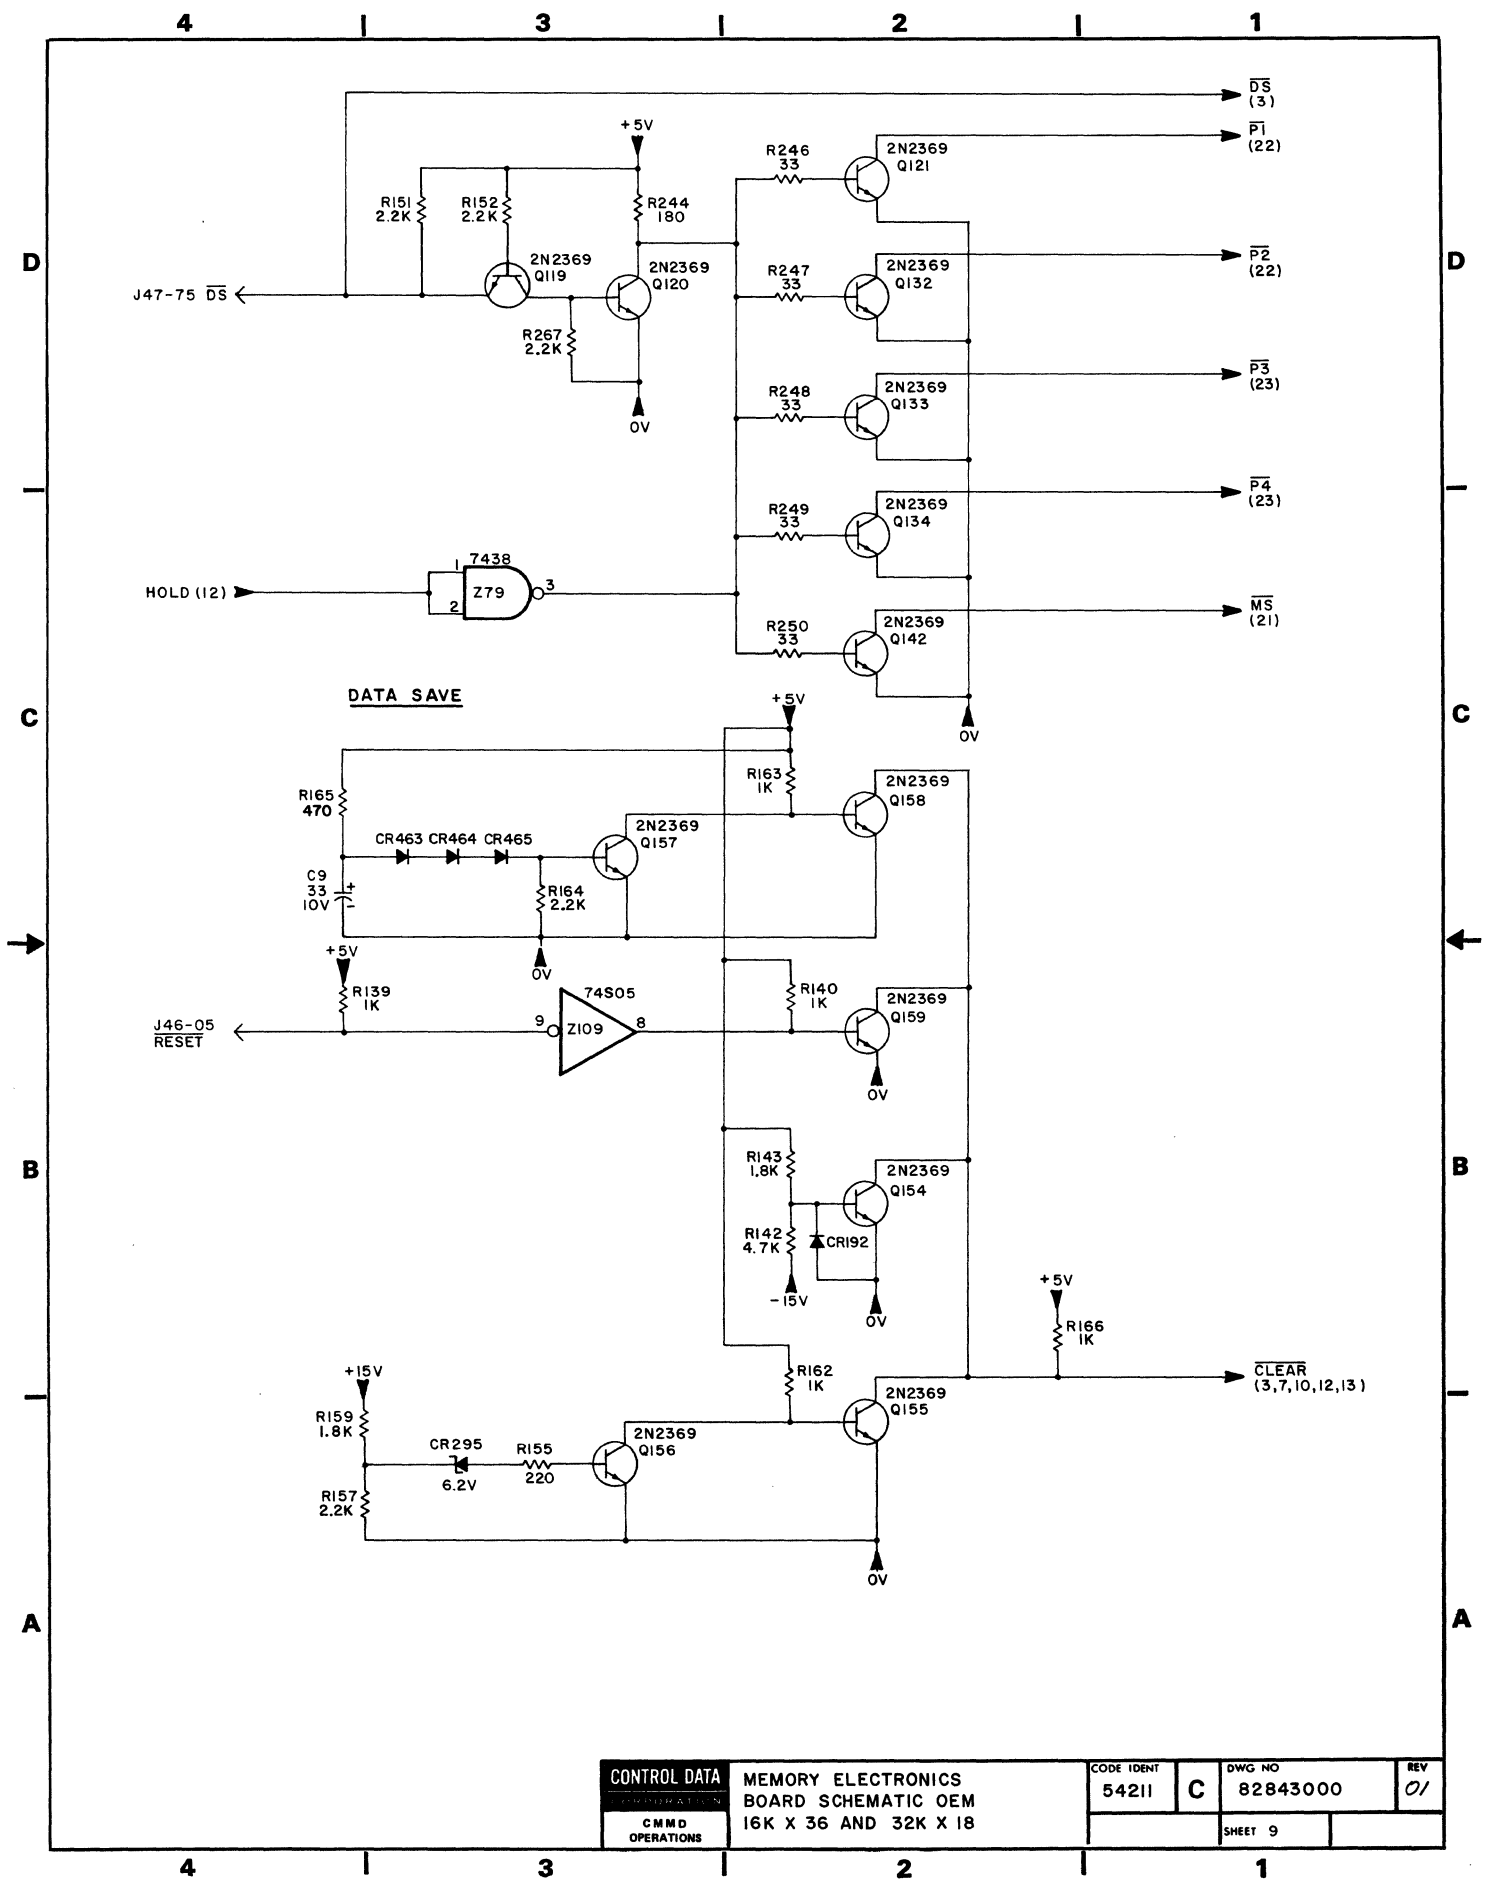 4 3 2 1
DS
(3)
+5V
P1
(22)
R246
33
2N2369
Q121
R151
2.2K
R152
2.2K
R244
180
D
D
2N2369
Q119
2N2369
Q120
R247
33
2N2369
Q132
P2
(22)
J47-75 DS
R267
2.2K
0V
R248
33
2N2369
Q133
P3
(23)
R249
33
2N2369
Q134
P4
(23)
HOLD (12)
1
2
7438
Z79
3
R250
33
2N2369
Q142
MS
(21)
DATA SAVE
+5V
C
C
0V
R165
470
R163
1K
2N2369
Q158
CR463 CR464 CR465
2N2369
Q157
C9
33
10V
+
-
R164
2.2K
0V
+5V
R139
1K
74S05
9
Z109
8
R140
1K
2N2369
Q159
J46-05
RESET
0V
B
B
R143
1.8K
2N2369
Q154
R142
4.7K
CR192
-15V
0V
+5V
R166
1K
+15V
R162
1K
2N2369
Q155
CLEAR
(3,7,10,12,13)
R159
1.8K
CR295
6.2V
R155
220
2N2369
Q156
R157
2.2K
0V
A
A
CONTROL DATA
CORPORATION
CMMD
OPERATIONS
MEMORY ELECTRONICS
BOARD SCHEMATIC OEM
16K X 36 AND 32K X 18
CODE IDENT
54211
C
DWG NO
82843000
REV
01
SHEET 9
4 3 2 1